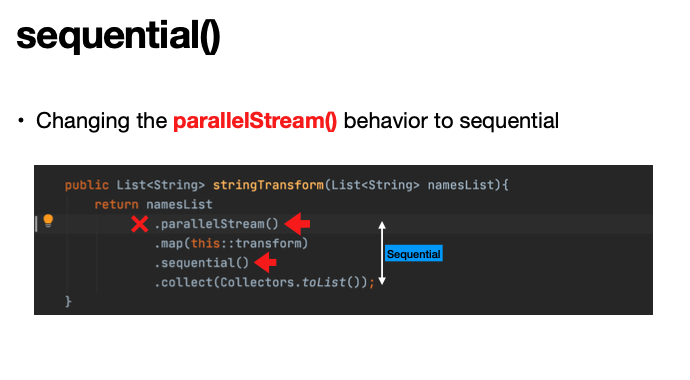 sequential()
• Changing the parallelStream() behavior to sequential
public List<String> stringTransform(List<String> namesList){
return namesList
.parallelStream()
.map(this::transform)
.sequential()
Sequential
.collect(Collectors.toList());
}